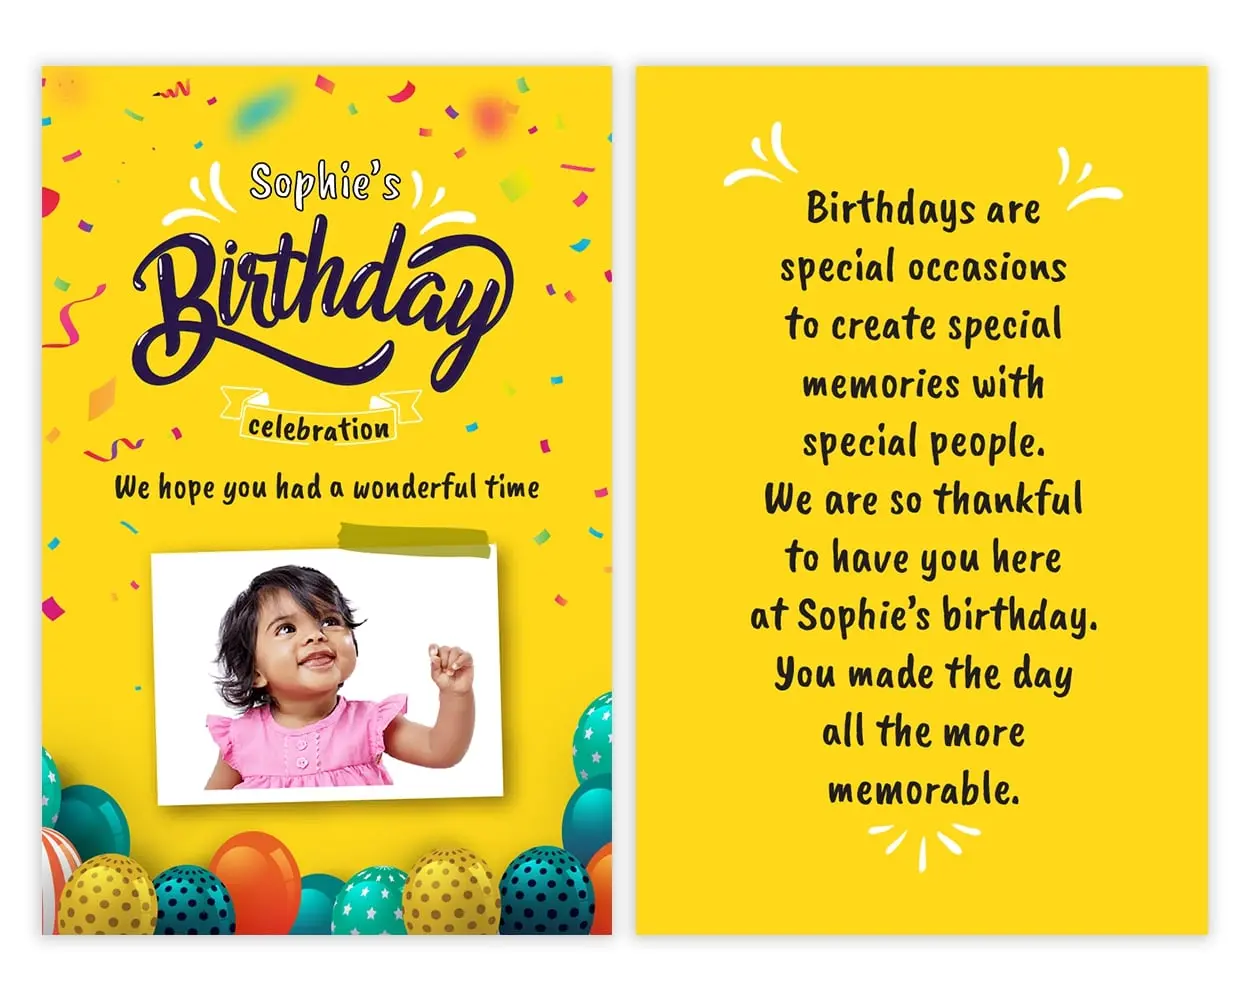 Sophie's
Birthday
celebration
We hope you had a wonderful time
Birthdays are
special occasions
to create special
memories with
special people.
We are so thankful
to have you here
at Sophie's birthday.
You made the day
all the more
memorable.